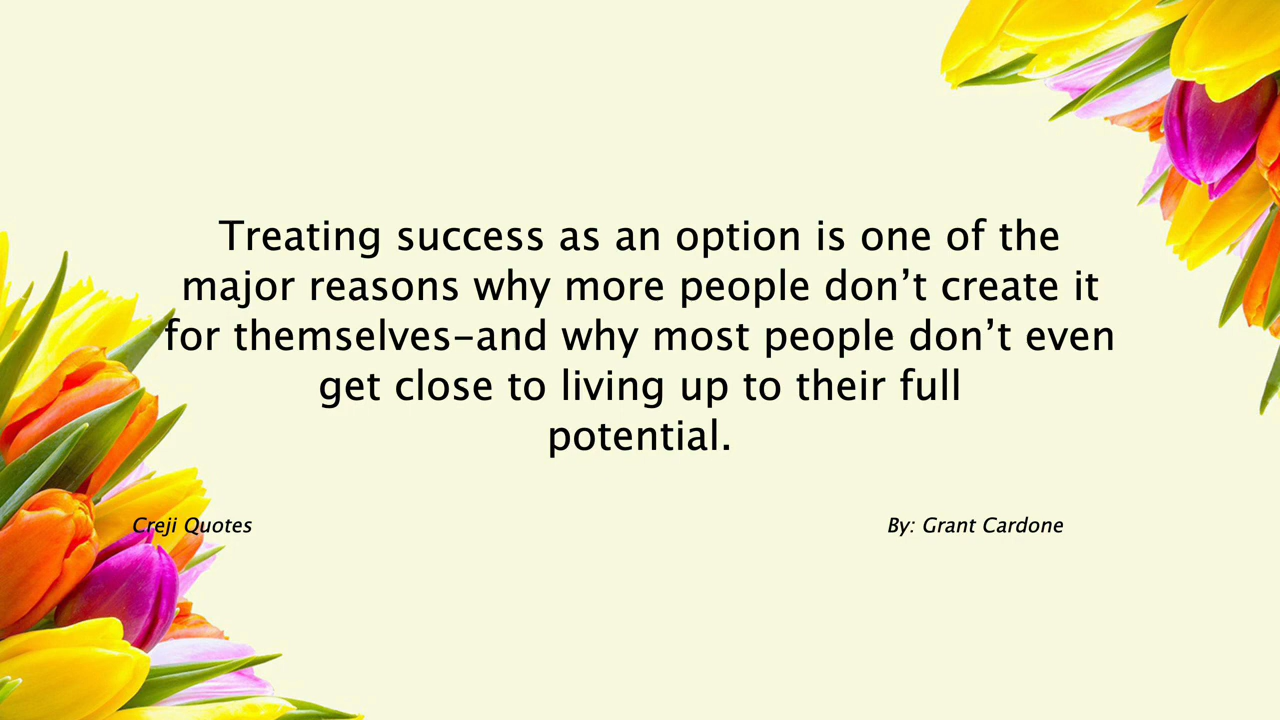 Treating success as an option is one of the
major reasons why more people don’t create it
for themselves–and why most people don’t even
get close to living up to their full
potential.
Creji Quotes
By: Grant Cardone